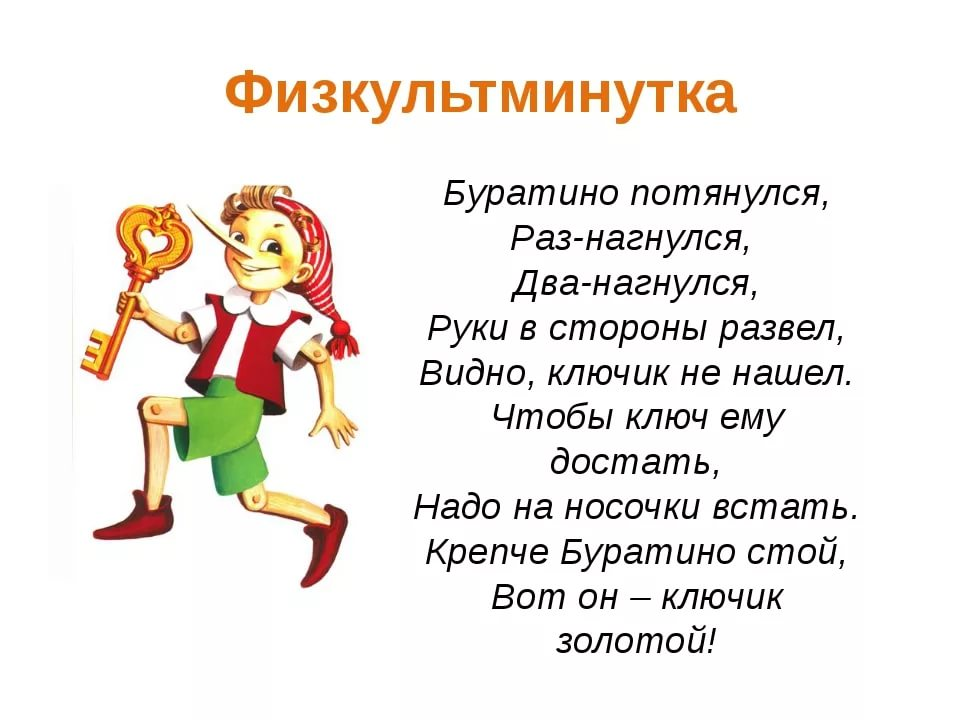 Физкультминутка
Буратино потянулся,
Раз-нагнулся,
Два-нагнулся,
Руки в стороны развел,
Видно, ключик не нашел.
Чтобы ключ ему
достать,
Надо на носочки встать.
Крепче Буратино стой,
Вот он – ключик
золотой!